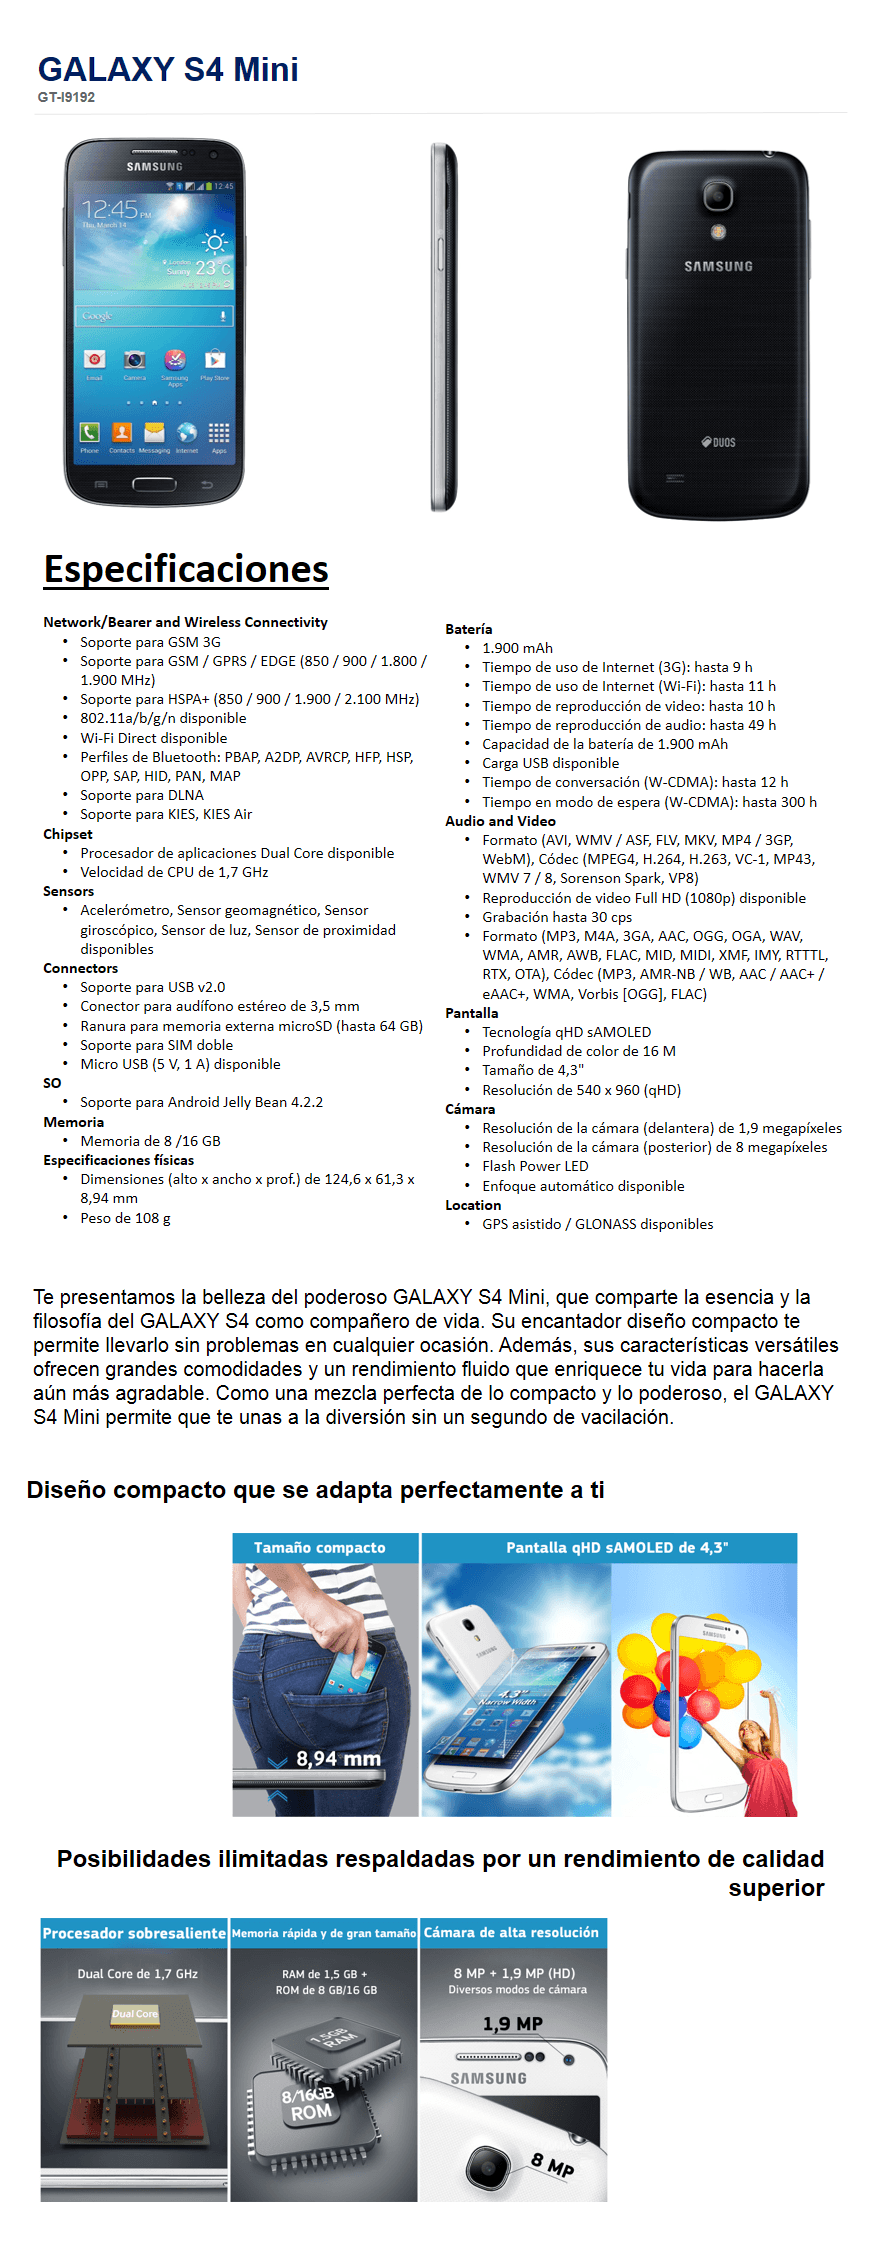 GALAXY S4 Mini
GT-I9192
SAMSUNG
12:45
12:45 PM
Thu, March 14
London
Sunny 23°C
Google
Email Camera Samsung Apps Play Store
Phone Contacts Messaging Internet Apps
SAMSUNG
DUOS
Especificaciones
Network/Bearer and Wireless Connectivity
• Soporte para GSM 3G
• Soporte para GSM / GPRS / EDGE (850 / 900 / 1.800 /
1.900 MHz)
• Soporte para HSPA+ (850 / 900 / 1.900 / 2.100 MHz)
• 802.11a/b/g/n disponible
• Wi-Fi Direct disponible
• Perfiles de Bluetooth: PBAP, A2DP, AVRCP, HFP, HSP,
OPP, SAP, HID, PAN, MAP
• Soporte para DLNA
• Soporte para KIES, KIES Air
Chipset
• Procesador de aplicaciones Dual Core disponible
• Velocidad de CPU de 1,7 GHz
Sensors
• Acelerómetro, Sensor geomagnético, Sensor
giroscópico, Sensor de luz, Sensor de proximidad
disponibles
Connectors
• Soporte para USB v2.0
• Conector para audífono estéreo de 3,5 mm
• Ranura para memoria externa microSD (hasta 64 GB)
• Soporte para SIM doble
• Micro USB (5 V, 1 A) disponible
SO
• Soporte para Android Jelly Bean 4.2.2
Memoria
• Memoria de 8 /16 GB
Especificaciones físicas
• Dimensiones (alto x ancho x prof.) de 124,6 x 61,3 x
8,94 mm
• Peso de 108 g
Batería
• 1.900 mAh
• Tiempo de uso de Internet (3G): hasta 9 h
• Tiempo de uso de Internet (Wi-Fi): hasta 11 h
• Tiempo de reproducción de video: hasta 10 h
• Tiempo de reproducción de audio: hasta 49 h
• Capacidad de la batería de 1.900 mAh
• Carga USB disponible
• Tiempo de conversación (W-CDMA): hasta 12 h
• Tiempo en modo de espera (W-CDMA): hasta 300 h
Audio and Video
• Formato (AVI, WMV / ASF, FLV, MKV, MP4 / 3GP,
WebM), Códec (MPEG4, H.264, H.263, VC-1, MP43,
WMV 7 / 8, Sorenson Spark, VP8)
• Reproducción de video Full HD (1080p) disponible
• Grabación hasta 30 cps
• Formato (MP3, M4A, 3GA, AAC, OGG, OGA, WAV,
WMA, AMR, AWB, FLAC, MID, MIDI, XMF, IMY, RTTTL,
RTX, OTA), Códec (MP3, AMR-NB / WB, AAC / AAC+ /
eAAC+, WMA, Vorbis [OGG], FLAC)
Pantalla
• Tecnología qHD sAMOLED
• Profundidad de color de 16 M
• Tamaño de 4,3"
• Resolución de 540 x 960 (qHD)
Cámara
• Resolución de la cámara (delantera) de 1,9 megapíxeles
• Resolución de la cámara (posterior) de 8 megapíxeles
• Flash Power LED
• Enfoque automático disponible
Location
• GPS asistido / GLONASS disponibles
Te presentamos la belleza del poderoso GALAXY S4 Mini, que comparte la esencia y la
filosofía del GALAXY S4 como compañero de vida. Su encantador diseño compacto te
permite llevarlo sin problemas en cualquier ocasión. Además, sus características versátiles
ofrecen grandes comodidades y un rendimiento fluido que enriquece tu vida para hacerla
aún más agradable. Como una mezcla perfecta de lo compacto y lo poderoso, el GALAXY
S4 Mini permite que te unas a la diversión sin un segundo de vacilación.
Diseño compacto que se adapta perfectamente a ti
Tamaño compacto
8,94 mm
Pantalla qHD sAMOLED de 4,3"
SAMSUNG
4.3"
Narrow Width
SAMSUNG
Posibilidades ilimitadas respaldadas por un rendimiento de calidad
superior
Procesador sobresaliente
Dual Core de 1,7 GHz
Dual Core
Memoria rápida y de gran tamaño
RAM de 1,5 GB +
ROM de 8 GB/16 GB
1.5GB
RAM
8/16GB
ROM
Cámara de alta resolución
8 MP + 1,9 MP (HD)
Diversos modos de cámara
1,9 MP
SAMSUNG
8 MP